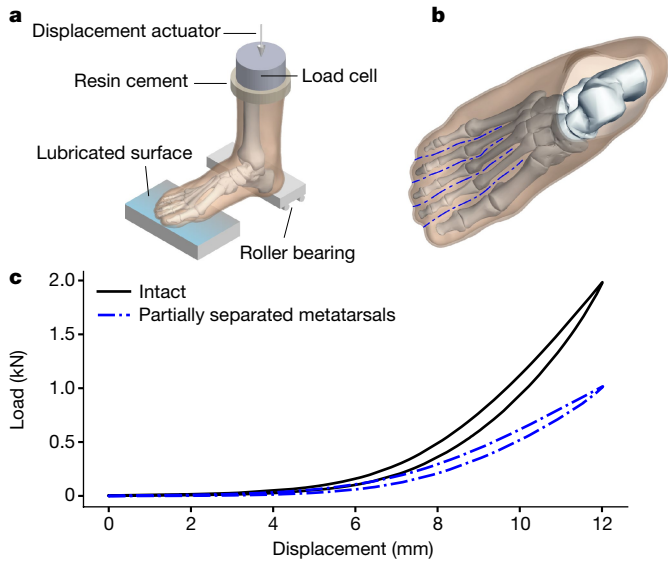 a
Displacement actuator
Resin cement
Load cell
Lubricated surface
Roller bearing
b
c
Intact
Partially separated metatarsals
Load (kN)
2.0
1.5
1.0
0.5
0
0 2 4 6 8 10 12
Displacement (mm)